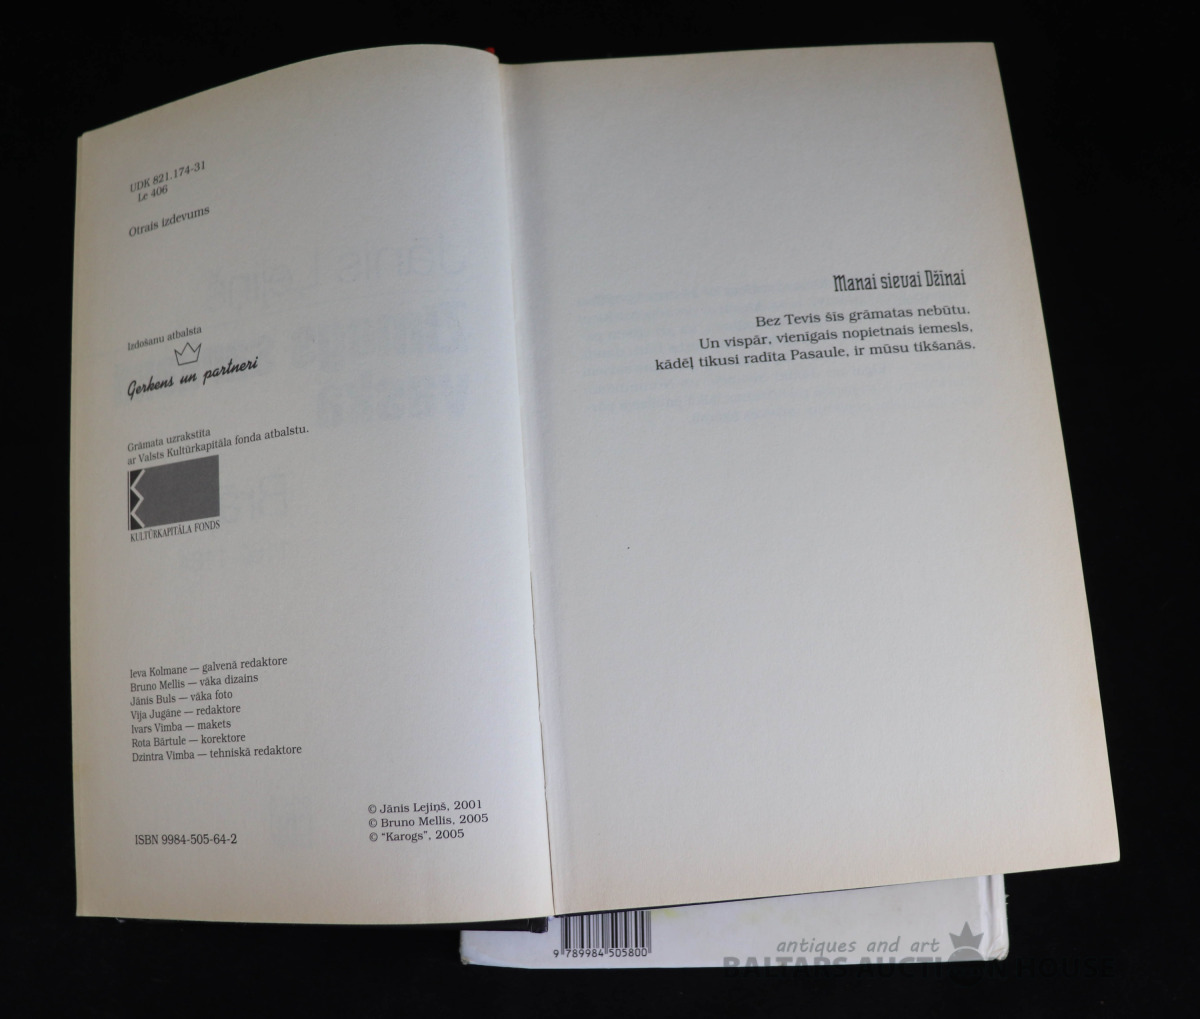 UDK 821.174-31
Le 406
Otrais izdevums
Izdošanu atbalsta
Ģerkens un partneri
Grāmata uzrakstīta
ar Valsts Kultūrkapitāla fonda atbalstu.
KULTŪRKAPITĀLA FONDS
Ieva Kolmane — galvenā redaktore
Bruno Mellis — vāka dizains
Jānis Buls — vāka foto
Vija Jugāne — redaktore
Ivars Vimba — makets
Rota Bārtule — korektore
Dzintra Vimba — tehniskā redaktore
© Jānis Lejiņš, 2001
© Bruno Mellis, 2005
© "Karogs", 2005
ISBN 9984-505-64-2
Manai sievai Džinai
Bez Tevis šīs grāmatas nebūtu.
Un vispār, vienīgais nopietnais iemesls,
kādēļ tikusi radīta Pasaule, ir mūsu tikšanās.
9 789984 505800
antiques and art
BALTARS AUCTION HOUSE